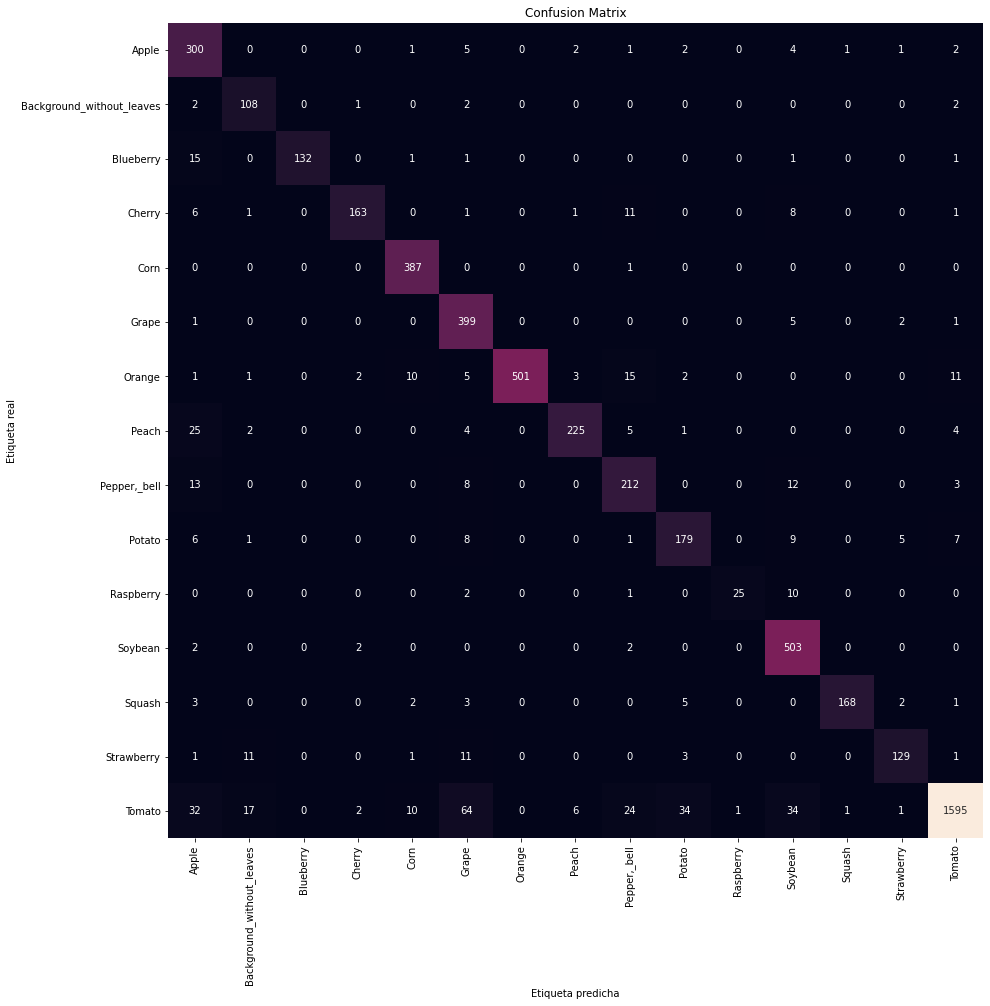 Confusion Matrix
Apple 300 0 0 0 1 5 0 2 1 2 0 4 1 1 2
Background_without_leaves 2 108 0 1 0 2 0 0 0 0 0 0 0 0 2
Blueberry 15 0 132 0 1 1 0 0 0 0 0 1 0 0 1
Cherry 6 1 0 163 0 1 0 1 11 0 0 8 0 0 1
Corn 0 0 0 0 387 0 0 0 1 0 0 0 0 0 0
Grape 1 0 0 0 0 399 0 0 0 0 0 5 0 2 1
Orange 1 1 0 2 10 5 501 3 15 2 0 0 0 0 11
Peach 25 2 0 0 0 4 0 225 5 1 0 0 0 0 4
Pepper,_bell 13 0 0 0 0 8 0 0 212 0 0 12 0 0 3
Potato 6 1 0 0 0 8 0 0 1 179 0 9 0 5 7
Raspberry 0 0 0 0 0 2 0 0 1 0 25 10 0 0 0
Soybean 2 0 0 2 0 0 0 0 2 0 0 503 0 0 0
Squash 3 0 0 0 2 3 0 0 0 5 0 0 168 2 1
Strawberry 1 11 0 0 1 11 0 0 0 3 0 0 0 129 1
Tomato 32 17 0 2 10 64 0 6 24 34 1 34 1 1 1595
Etiqueta real
Apple
Background_without_leaves
Blueberry
Cherry
Corn
Grape
Orange
Peach
Pepper,_bell
Potato
Raspberry
Soybean
Squash
Strawberry
Tomato
Etiqueta predicha